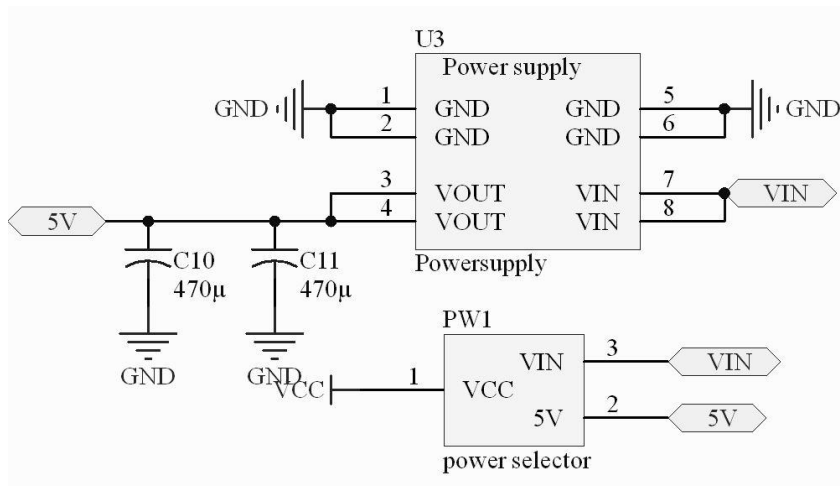 U3
Power supply
GND 1 GND GND 5 GND
2 GND GND 6
3 VOUT VIN 7 VIN
5V 4 VOUT VIN 8
Powersupply
C10 C11
470µ 470µ
GND GND
PW1
VIN 3 VIN
VCC 1 VCC
5V 2 5V
power selector